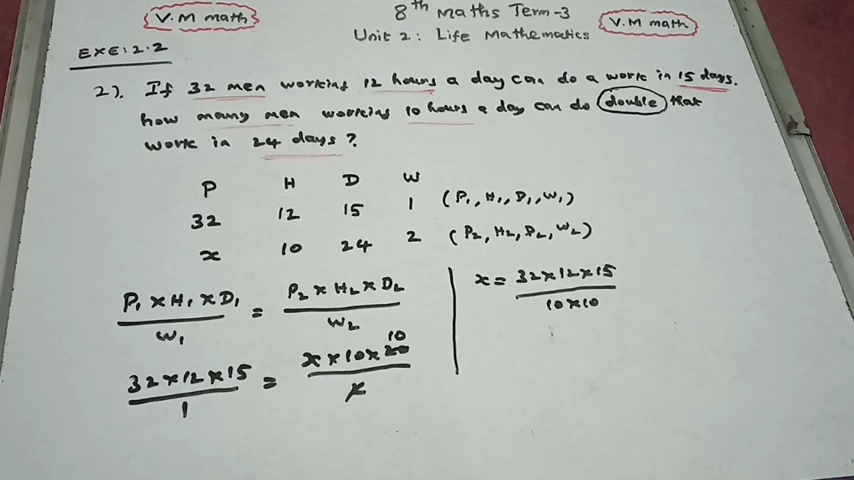 V.M math
8th Maths Term-3
Unit 2: Life Mathematics
V.M math
EXE: 2.2
2). If 32 men working 12 hours a day can do a work in 15 days.
how many men working 10 hours a day can do double that
work in 24 days?
P H D W
32 12 15 1 (P₁, H₁, D₁, W₁)
x 10 24 2 (P₂, H₂, D₂, W₂)
P₁ × H₁ × D₁ / W₁ = P₂ × H₂ × D₂ / W₂
32×12×15 / 1 = x × 10 × 20 10 / 2
x = 32×12×15 / 10×10